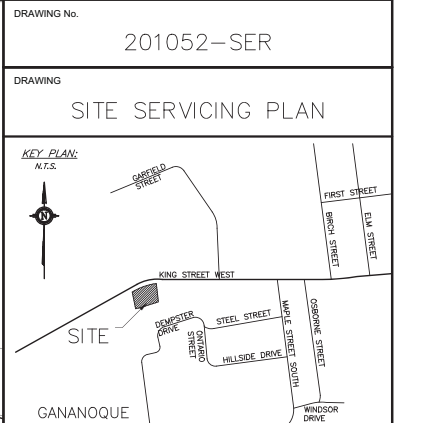 DRAWING No.
201052-SER
DRAWING
SITE SERVICING PLAN
KEY PLAN:
N.T.S.
N
GARFIELD
STREET
FIRST STREET
BIRCH STREET
ELM STREET
KING STREET WEST
SITE
DEMPSTER
DRIVE
ONTARIO
STREET
STEEL STREET
HILLSIDE DRIVE
MAPLE STREET SOUTH
OSBORNE STREET
GANANOQUE
WINDSOR
DRIVE